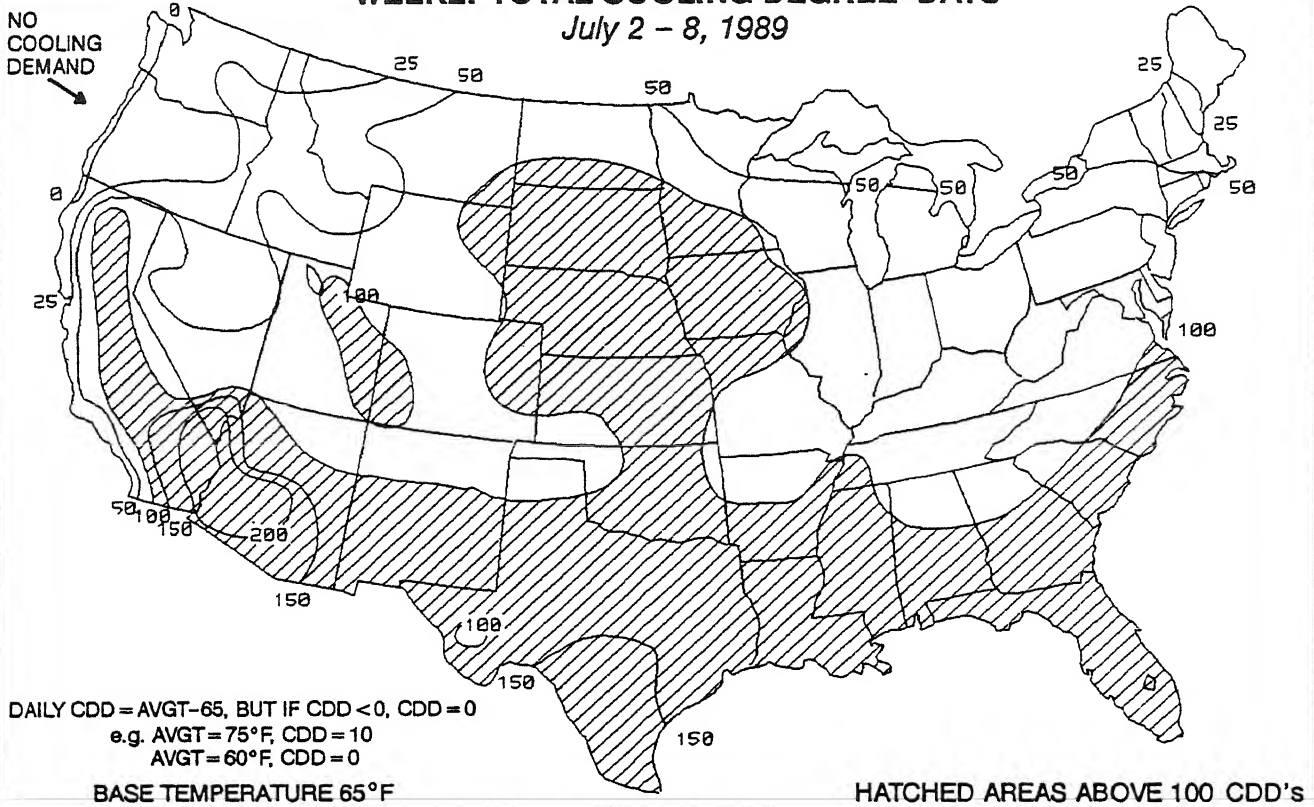 WEEKLY TOTAL COOLING DEGREE DAYS
July 2 – 8, 1989
NO
COOLING
DEMAND
0
25
50
50
25
25
0
50
50
50
50
25
100
100
50
100
150
200
150
100
150
150
DAILY CDD = AVGT-65, BUT IF CDD <0, CDD = 0
e.g. AVGT = 75°F, CDD = 10
AVGT = 60°F, CDD = 0
BASE TEMPERATURE 65°F
HATCHED AREAS ABOVE 100 CDD's